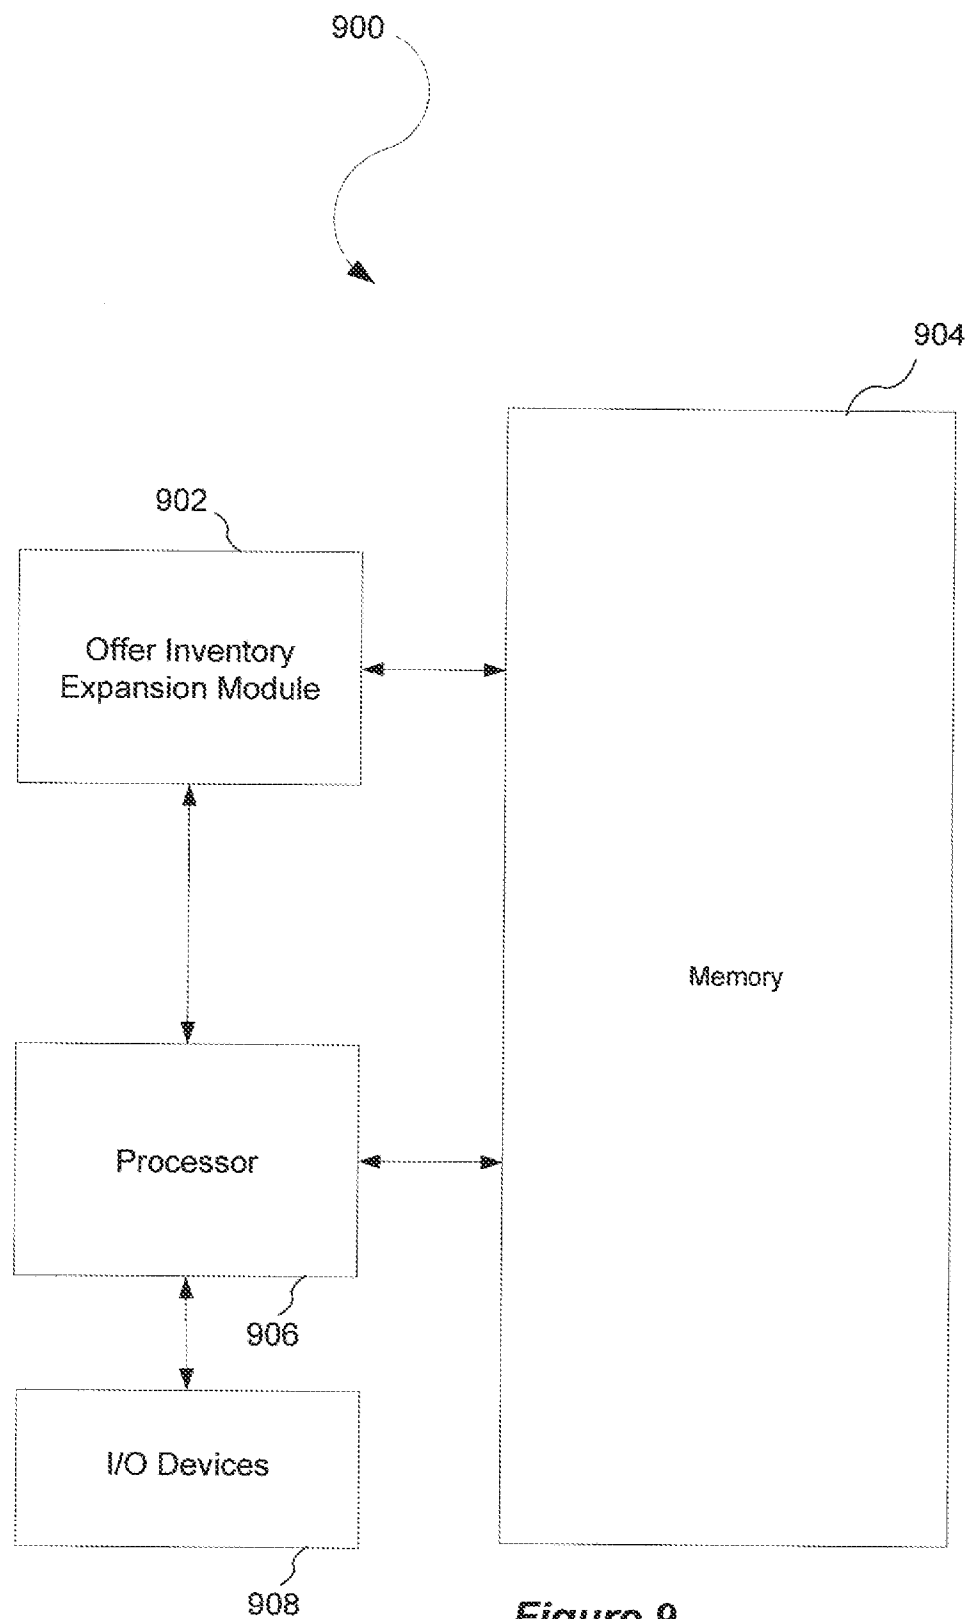 900
904
902
Offer Inventory
Expansion Module
Memory
Processor
906
I/O Devices
908
Figure 9